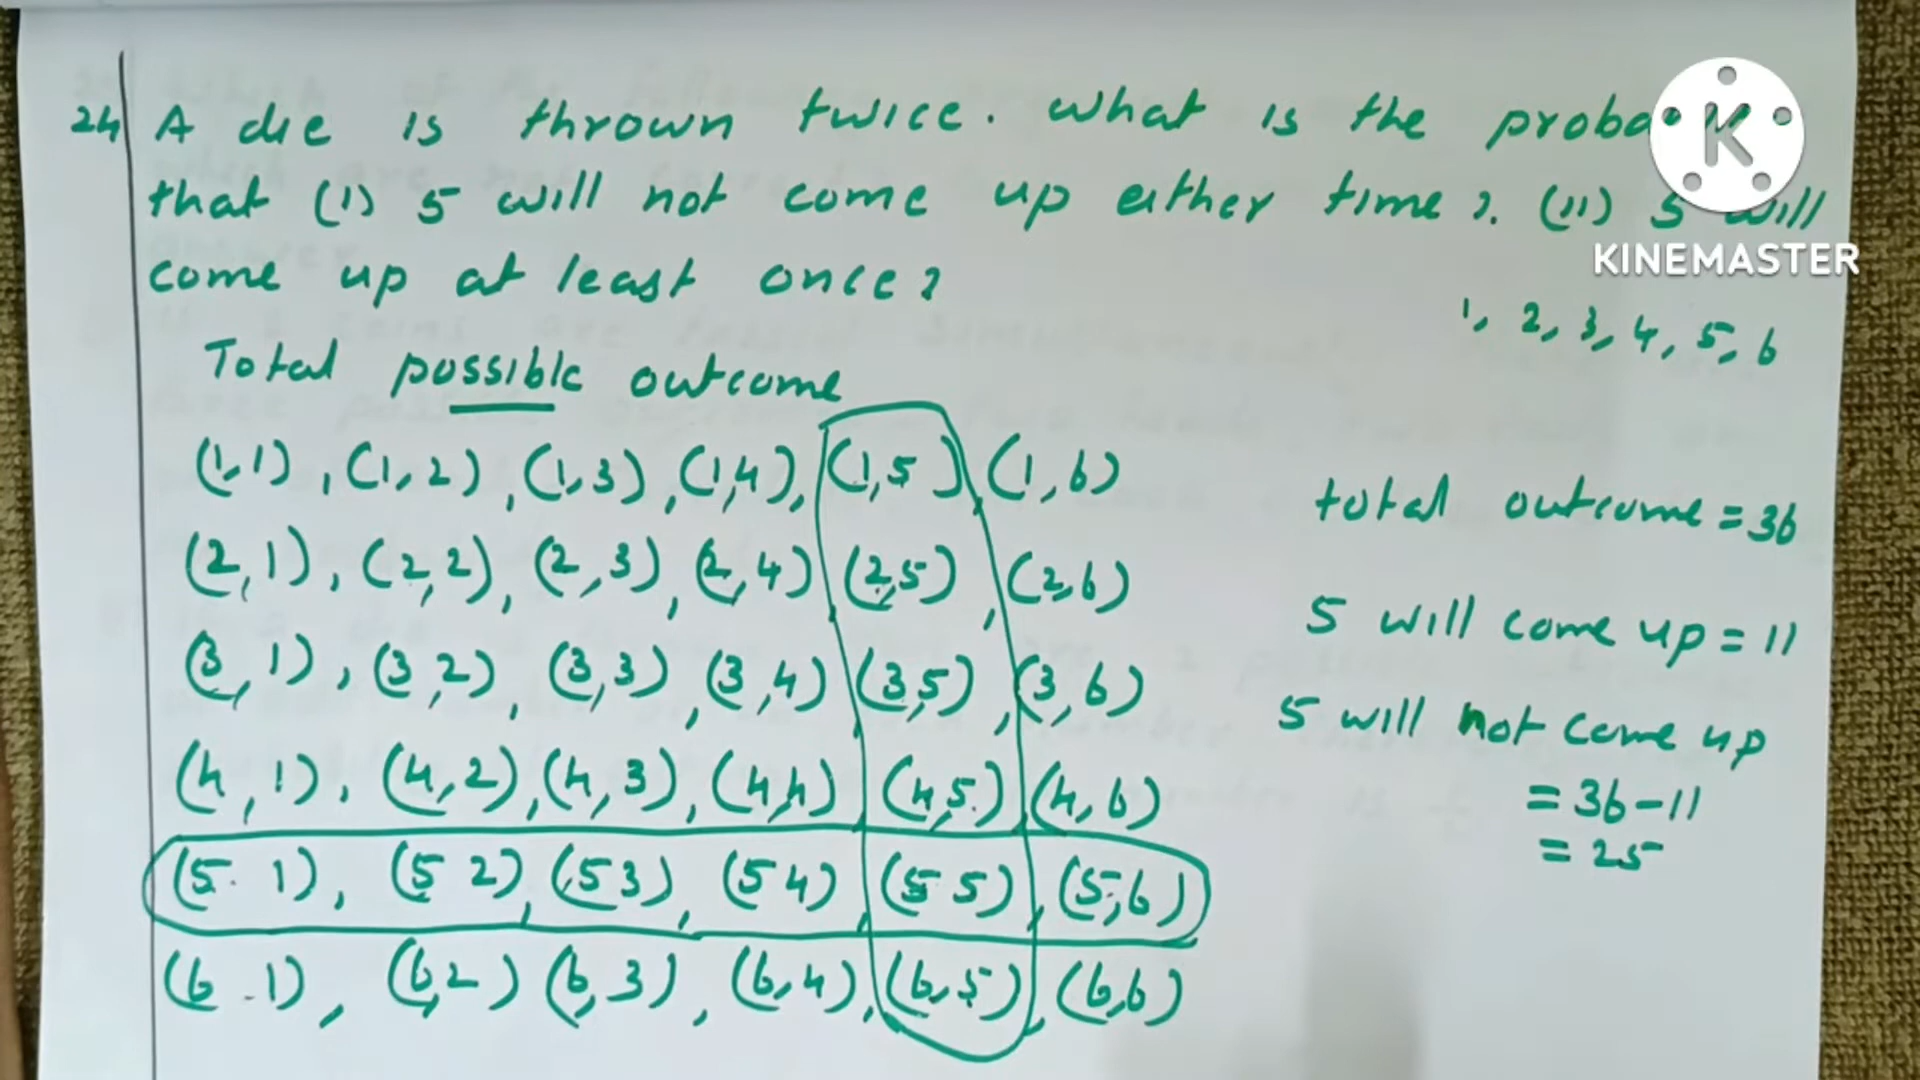 24 A die is thrown twice. What is the
that (i) 5 will not come up either time?. (ii) 5 will
KINEMASTER
come up at least once?
1, 2, 3, 4, 5, 6
Total possible outcome
(1,1), (1,2), (1,3), (1,4), (1,5), (1,6)
total outcome = 36
(2,1), (2,2), (2,3), (2,4), (2,5), (2,6)
5 will come up = 11
(3,1), (3,2), (3,3), (3,4), (3,5), (3,6)
5 will not come up
(4,1), (4,2), (4,3), (4,4), (4,5), (4,6)
= 36-11
= 25
(5.1), (5 2), (5 3), (5 4), (5 5), (5,6)
(6.1), (6,2) (6,3), (6,4), (6,5), (6,6)